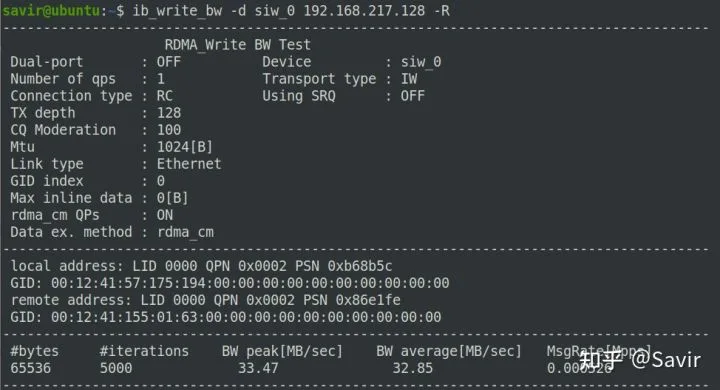 savir@ubuntu:~$ ib_write_bw -d siw_0 192.168.217.128 -R
---------------------------------------------------------------------------------------
RDMA_Write BW Test
Dual-port : OFF Device : siw_0
Number of qps : 1 Transport type : IW
Connection type : RC Using SRQ : OFF
TX depth : 128
CQ Moderation : 100
Mtu : 1024[B]
Link type : Ethernet
GID index : 0
Max inline data : 0[B]
rdma_cm QPs : ON
Data ex. method : rdma_cm
---------------------------------------------------------------------------------------
local address: LID 0000 QPN 0x0002 PSN 0xb68b5c
GID: 00:12:41:57:175:194:00:00:00:00:00:00:00:00:00:00
remote address: LID 0000 QPN 0x0002 PSN 0x86e1fe
GID: 00:12:41:155:01:63:00:00:00:00:00:00:00:00:00:00
---------------------------------------------------------------------------------------
#bytes #iterations BW peak[MB/sec] BW average[MB/sec] MsgRate[Mpps]
65536 5000 33.47 32.85 0.000526
知乎 @Savir